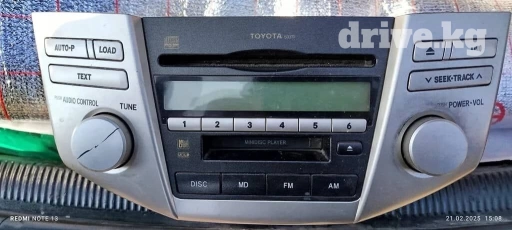 drive.kg
TOYOTA
AUTO-P
LOAD
TEXT
SEEK·TRACK
AUDIO CONTROL
TUNE
POWER·VOL
1 2 3 4 5 6
MINIDISC PLAYER
DISC MD FM AM
REDMI NOTE 13
21.02.2025 15:08